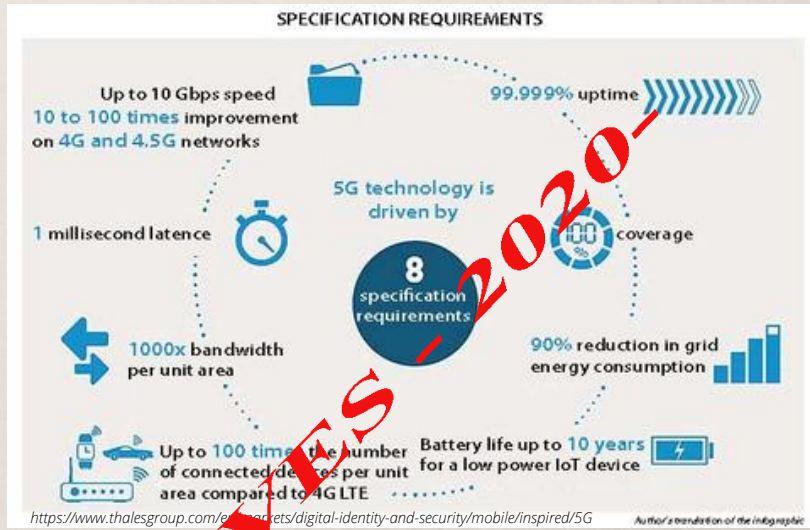 SPECIFICATION REQUIREMENTS
Up to 10 Gbps speed
10 to 100 times improvement
on 4G and 4.5G networks
99.999% uptime
5G technology is
driven by
8
specification
requirements
1 millisecond latence
100
%
coverage
1000x bandwidth
per unit area
90% reduction in grid
energy consumption
Up to 100 time the number
of connected per unit
area compared to 4G LTE
Battery life up to 10 years
for a low power IoT device
YES – 2020–
https://www.thalesgroup.com/ /digital-identity-and-security/mobile/inspired/5G
Author's translation of the infographic